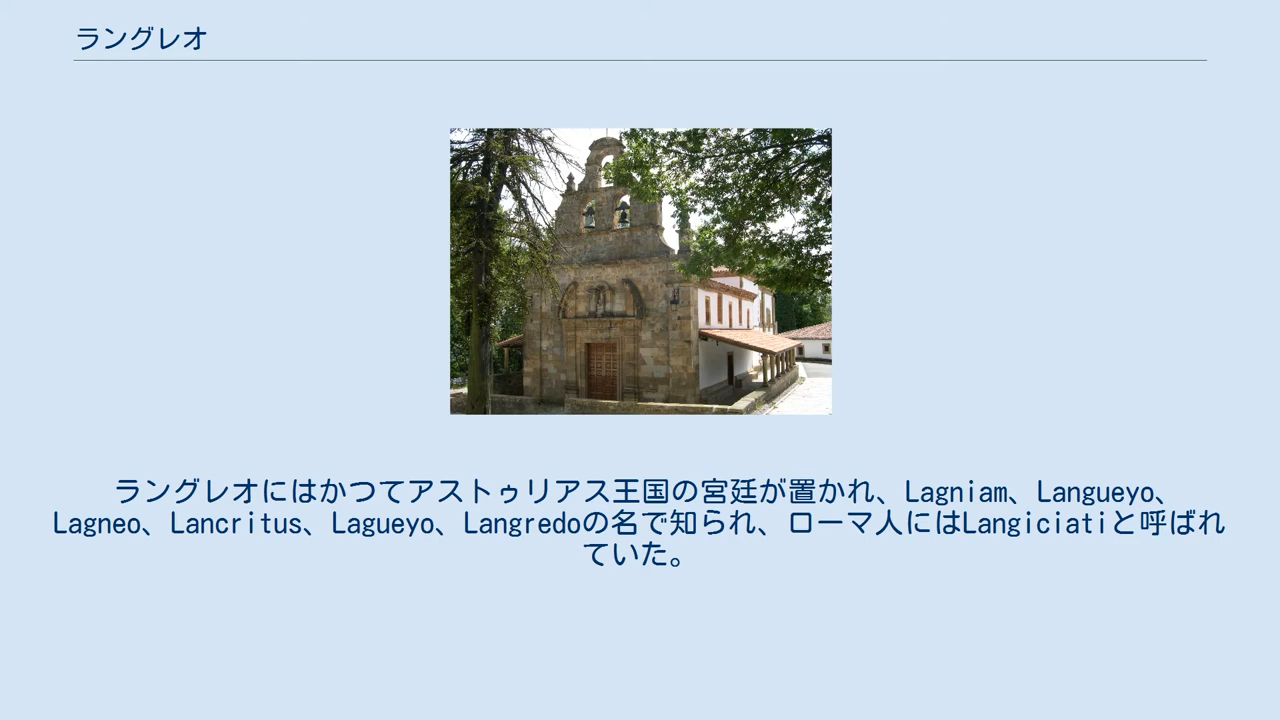 ラングレオ
ラングレオにはかつてアストゥリアス王国の宮廷が置かれ、Lagniam、Langueyo、
Lagneo、Lancritus、Lagueyo、Langredoの名で知られ、ローマ人にはLangiciatiと呼ばれ
ていた。